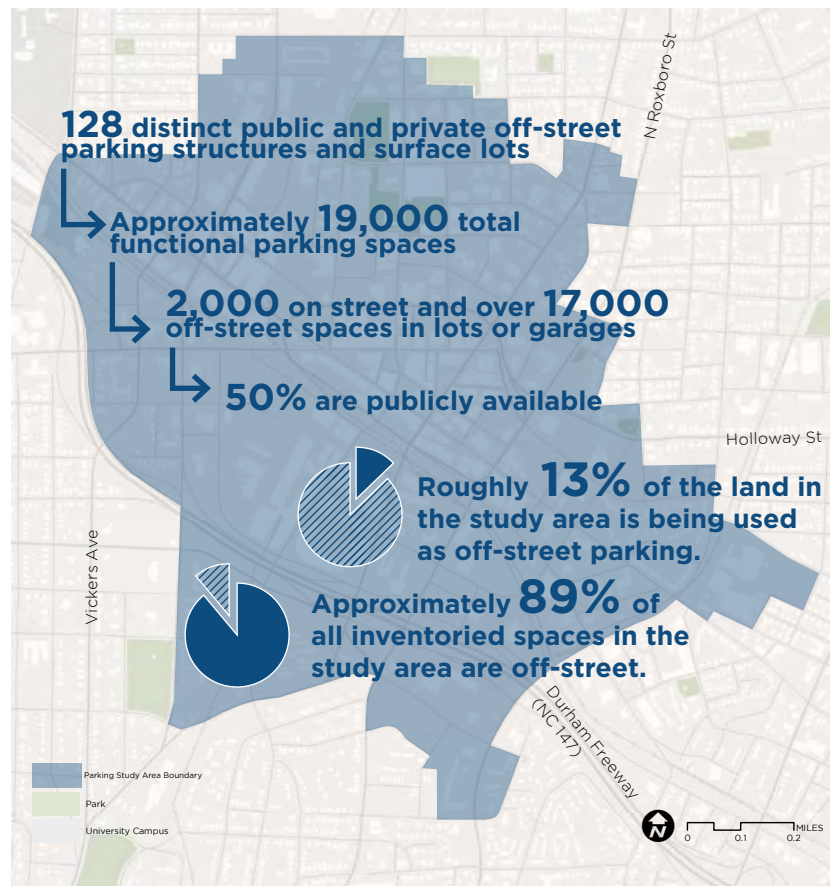 N Roxboro St
128 distinct public and private off-street
parking structures and surface lots
Approximately 19,000 total
functional parking spaces
2,000 on street and over 17,000
off-street spaces in lots or garages
50% are publicly available
Holloway St
Roughly 13% of the land in
the study area is being used
as off-street parking.
Vickers Ave
Approximately 89% of
all inventoried spaces in the
study area are off-street.
Durham Freeway
(NC 147)
Parking Study Area Boundary
Park
University Campus
N
MILES
0 0.1 0.2